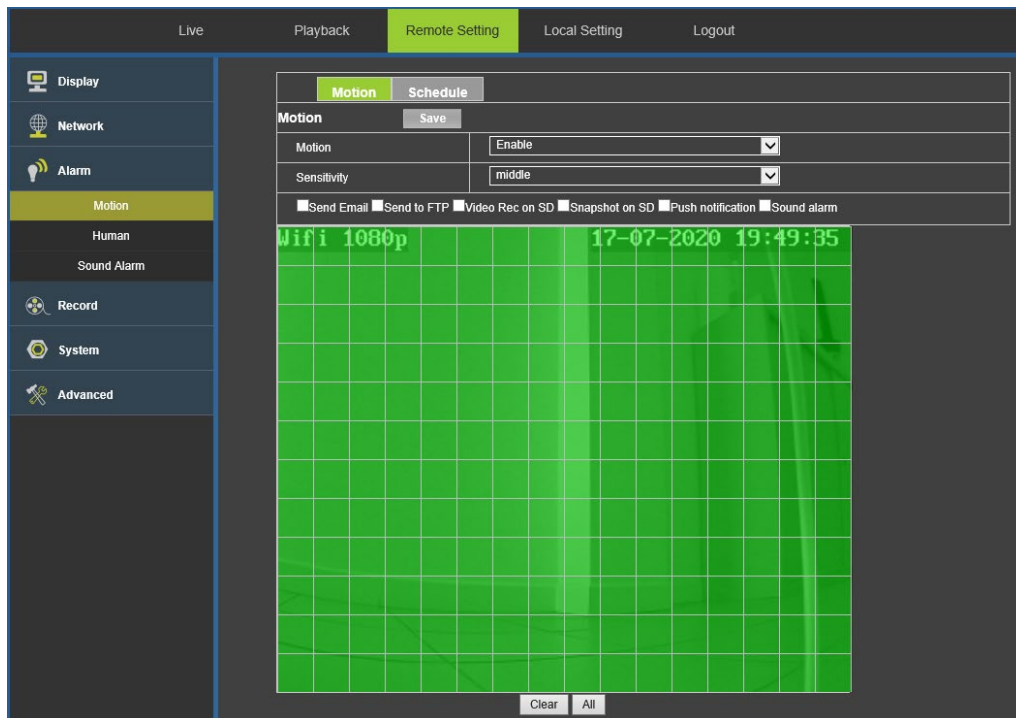 Live Playback Remote Setting Local Setting Logout
Display
Network
Alarm
Motion
Human
Sound Alarm
Record
System
Advanced
Motion Schedule
Motion Save
Motion Enable
Sensitivity middle
Send Email Send to FTP Video Rec on SD Snapshot on SD Push notification Sound alarm
Wifi 1080p 17-07-2020 19:49:35
Clear All